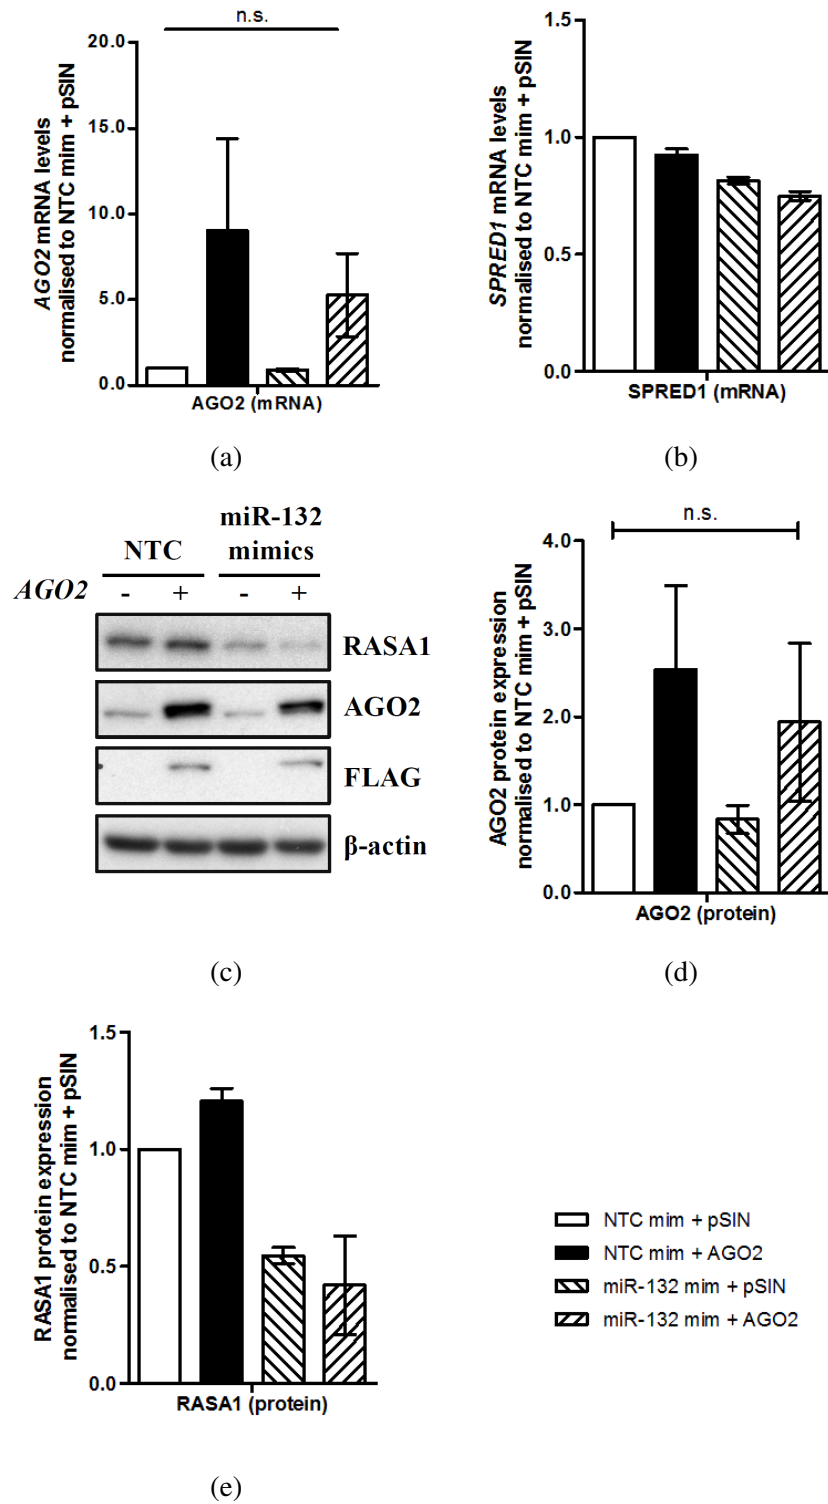 n.s.
AGO2 mRNA levels
normalised to NTC mim + pSIN
20.0
15.0
10.0
5.0
0.0
AGO2 (mRNA)
(a)
SPRED1 mRNA levels
normalised to NTC mim + pSIN
1.5
1.0
0.5
0.0
SPRED1 (mRNA)
(b)
miR-132
NTC mimics
AGO2 - + - +
RASA1
AGO2
FLAG
β-actin
(c)
n.s.
AGO2 protein expression
normalised to NTC mim + pSIN
4.0
3.0
2.0
1.0
0.0
AGO2 (protein)
(d)
RASA1 protein expression
normalised to NTC mim + pSIN
1.5
1.0
0.5
0.0
RASA1 (protein)
(e)
NTC mim + pSIN
NTC mim + AGO2
miR-132 mim + pSIN
miR-132 mim + AGO2